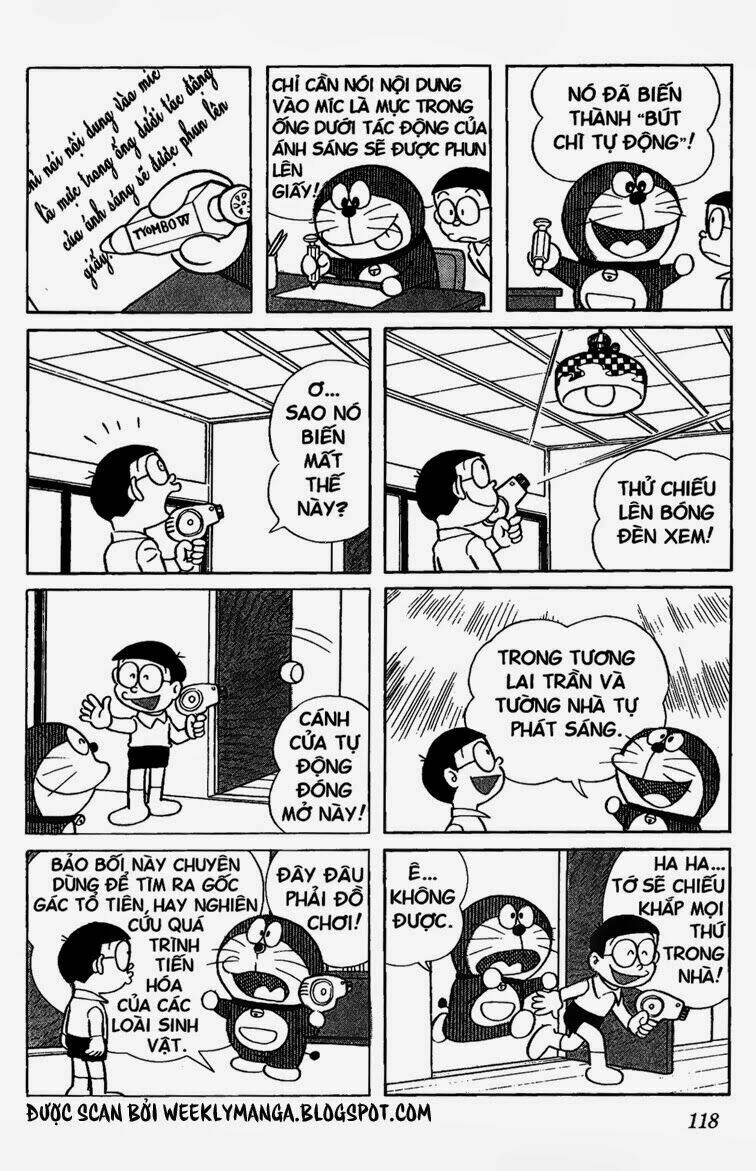 NÓ ĐÃ BIẾN
THÀNH "BÚT
CHÌ TỰ ĐỘNG"!
CHỈ CẦN NÓI NỘI DUNG
VÀO MÍC LÀ MỰC TRONG
ỐNG DƯỚI TÁC ĐỘNG CỦA
ÁNH SÁNG SẼ ĐƯỢC PHUN
LÊN
GIẤY!
nói nội dung vào míc
là mực trong ống dưới tác động
của ánh sáng sẽ được phun lên
giấy
TYOMBOW
THỬ CHIẾU
LÊN BÓNG
ĐÈN XEM!
Ơ...
SAO NÓ
BIẾN
MẤT
THẾ
NÀY?
TRONG TƯƠNG
LAI TRẦN VÀ
TƯỜNG NHÀ TỰ
PHÁT SÁNG.
CÁNH
CỬA TỰ
ĐỘNG
ĐÓNG
MỞ NÀY!
HA HA...
TỚ SẼ CHIẾU
KHẮP MỌI
THỨ
TRONG
NHÀ!
Ê...
KHÔNG
ĐƯỢC.
ĐÂY ĐÂU
PHẢI ĐỒ
CHƠI!
BẢO BỐI NÀY CHUYÊN
DÙNG ĐỂ TÌM RA GỐC
GÁC TỔ TIÊN, HAY NGHIÊN
CỨU QUÁ
TRÌNH
TIẾN
HÓA
CỦA CÁC
LOÀI SINH
VẬT.
ĐƯỢC SCAN BỞI WEEKLYMANGA.BLOGSPOT.COM
118